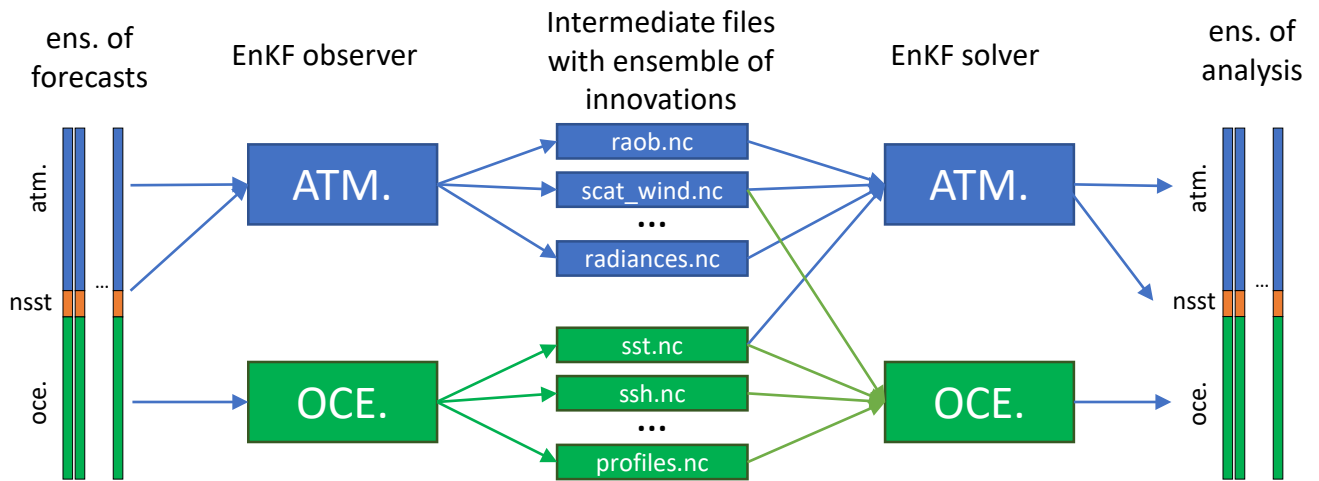 ens. of
forecasts
EnKF observer
Intermediate files
with ensemble of
innovations
EnKF solver
ens. of
analysis
atm.
...
nsst
oce.
ATM.
OCE.
raob.nc
scat_wind.nc
...
radiances.nc
sst.nc
ssh.nc
...
profiles.nc
ATM.
OCE.
atm.
...
nsst
oce.